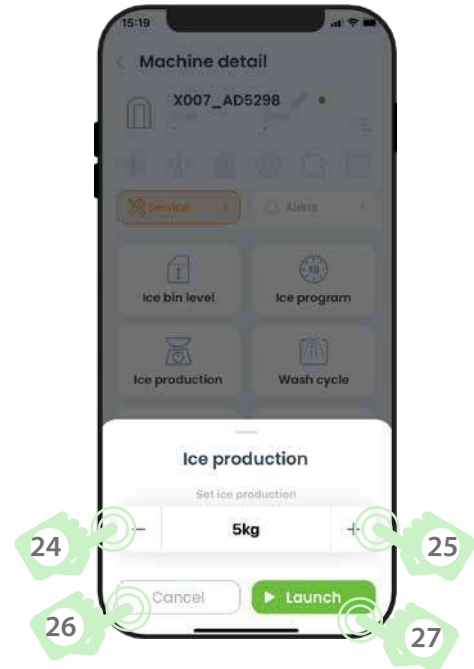 15:19
Machine detail
X007_AD5298
Service
Alerts
Ice bin level
Ice program
Ice production
Wash cycle
Ice production
Set ice production
– 5kg +
24
25
Cancel
Launch
26
27